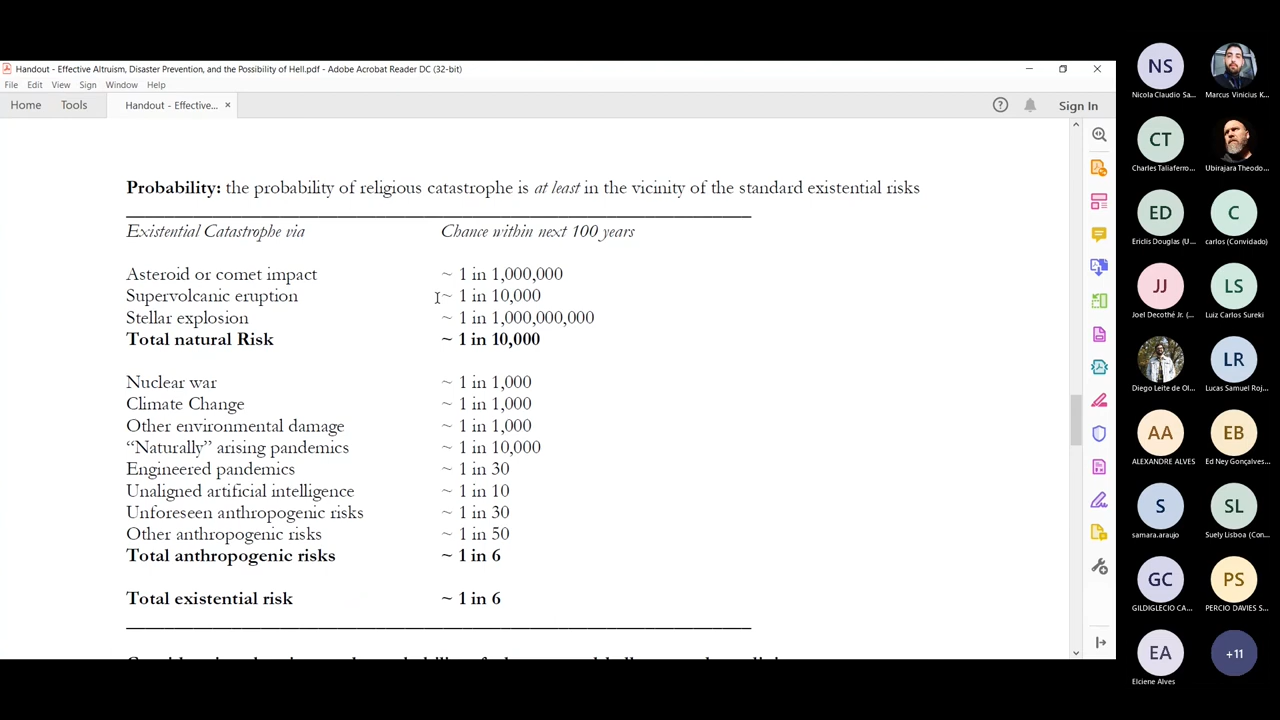 Handout - Effective Altruism, Disaster Prevention, and the Possibility of Hell.pdf - Adobe Acrobat Reader DC (32-bit)
File Edit View Sign Window Help
Home Tools Handout - Effective... × Sign In
Probability: the probability of religious catastrophe is at least in the vicinity of the standard existential risks
Existential Catastrophe via Chance within next 100 years
Asteroid or comet impact ~ 1 in 1,000,000
Supervolcanic eruption ~ 1 in 10,000
Stellar explosion ~ 1 in 1,000,000,000
Total natural Risk ~ 1 in 10,000
Nuclear war ~ 1 in 1,000
Climate Change ~ 1 in 1,000
Other environmental damage ~ 1 in 1,000
“Naturally” arising pandemics ~ 1 in 10,000
Engineered pandemics ~ 1 in 30
Unaligned artificial intelligence ~ 1 in 10
Unforeseen anthropogenic risks ~ 1 in 30
Other anthropogenic risks ~ 1 in 50
Total anthropogenic risks ~ 1 in 6
Total existential risk ~ 1 in 6
NS
Nicola Claudio Sa... Marcus Vinicius K...
CT
Charles Taliaferro... Ubirajara Theodo...
ED C
Ericlis Douglas (U... carlos (Convidado)
JJ LS
Joel Decothé Jr. (... Luiz Carlos Sureki
LR
Diego Leite de Ol... Lucas Samuel Roj...
AA EB
ALEXANDRE ALVES Ed Ney Gonçalves...
S SL
samara.araujo Suely Lisboa (Con...
GC PS
GILDIGLECIO CA... PERCIO DAVIES S...
EA +11
Elciene Alves